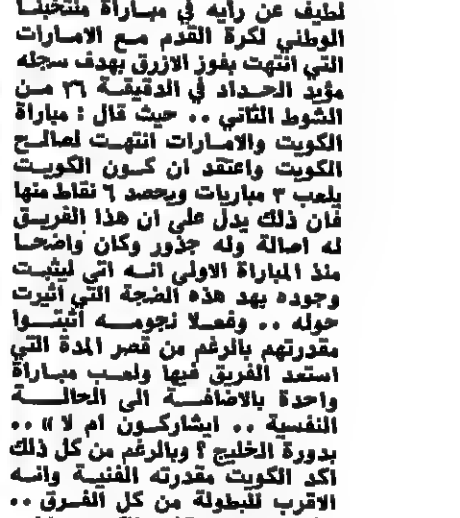 لطيف عن رأيه في مباراة منتخبنا
الوطني لكرة القدم مع الامارات
التي انتهت بفوز الازرق بهدف سجله
مؤيد الحداد في الدقيقة ٣٦ من
الشوط الثاني .. حيث قال : مباراة
الكويت والامارات انتهت لصالح
الكويت واعتقد ان كون الكويت
يلعب ٣ مباريات ويحصد ٦ نقاط منها
فان ذلك يدل على ان هذا الفريق
له اصالة وله جذور وكان واضحا
منذ المباراة الاولى انه اتى ليثبت
وجوده بهد هذه الضجة التي اثيرت
حوله .. وفعلا نجومه أثبتوا
مقدرتهم بالرغم من قصر المدة التي
استعد الفريق فيها ولعب مباراة
واحدة بالاضافة الى الحالة
النفسية .. ايشاركون ام لا )) ..
بدورة الخليج ؟ وبالرغم من كل ذلك
اكد الكويت مقدرته الفنية وانه
الاقرب للبطولة من كل الفرق ..